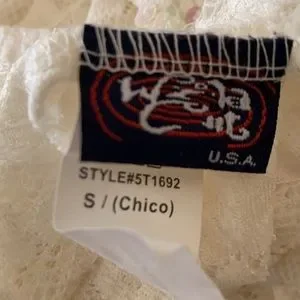 U.S.A.
STYLE#5T1692
S / (Chico)